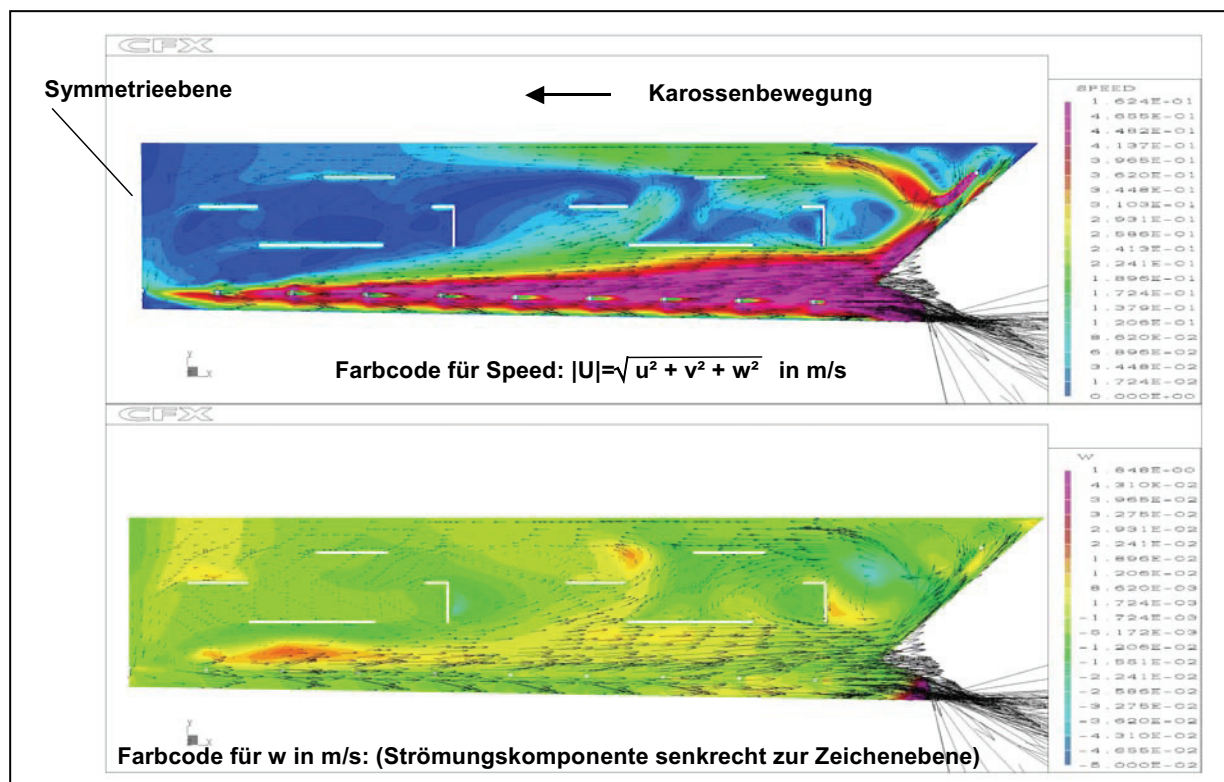 CFX
Symmetrieebene
Karossenbewegung
SPEED
1.624E-01
4.655E-01
4.482E-01
4.137E-01
3.965E-01
3.620E-01
3.448E-01
3.103E-01
2.931E-01
2.586E-01
2.413E-01
2.241E-01
1.896E-01
1.724E-01
1.379E-01
1.206E-01
8.620E-02
6.896E-02
3.448E-02
1.724E-02
0.000E+00
y
x
Farbcode für Speed: |U|=√ u² + v² + w² in m/s
CFX
W
1.648E-00
4.310E-02
3.965E-02
3.275E-02
2.931E-02
2.241E-02
1.896E-02
1.206E-02
8.620E-03
1.724E-03
-1.724E-03
-5.172E-03
-1.206E-02
-1.551E-02
-2.241E-02
-2.586E-02
-3.275E-02
-3.620E-02
-4.310E-02
-4.655E-02
-5.000E-02
y
x
Farbcode für w in m/s: (Strömungskomponente senkrecht zur Zeichenebene)